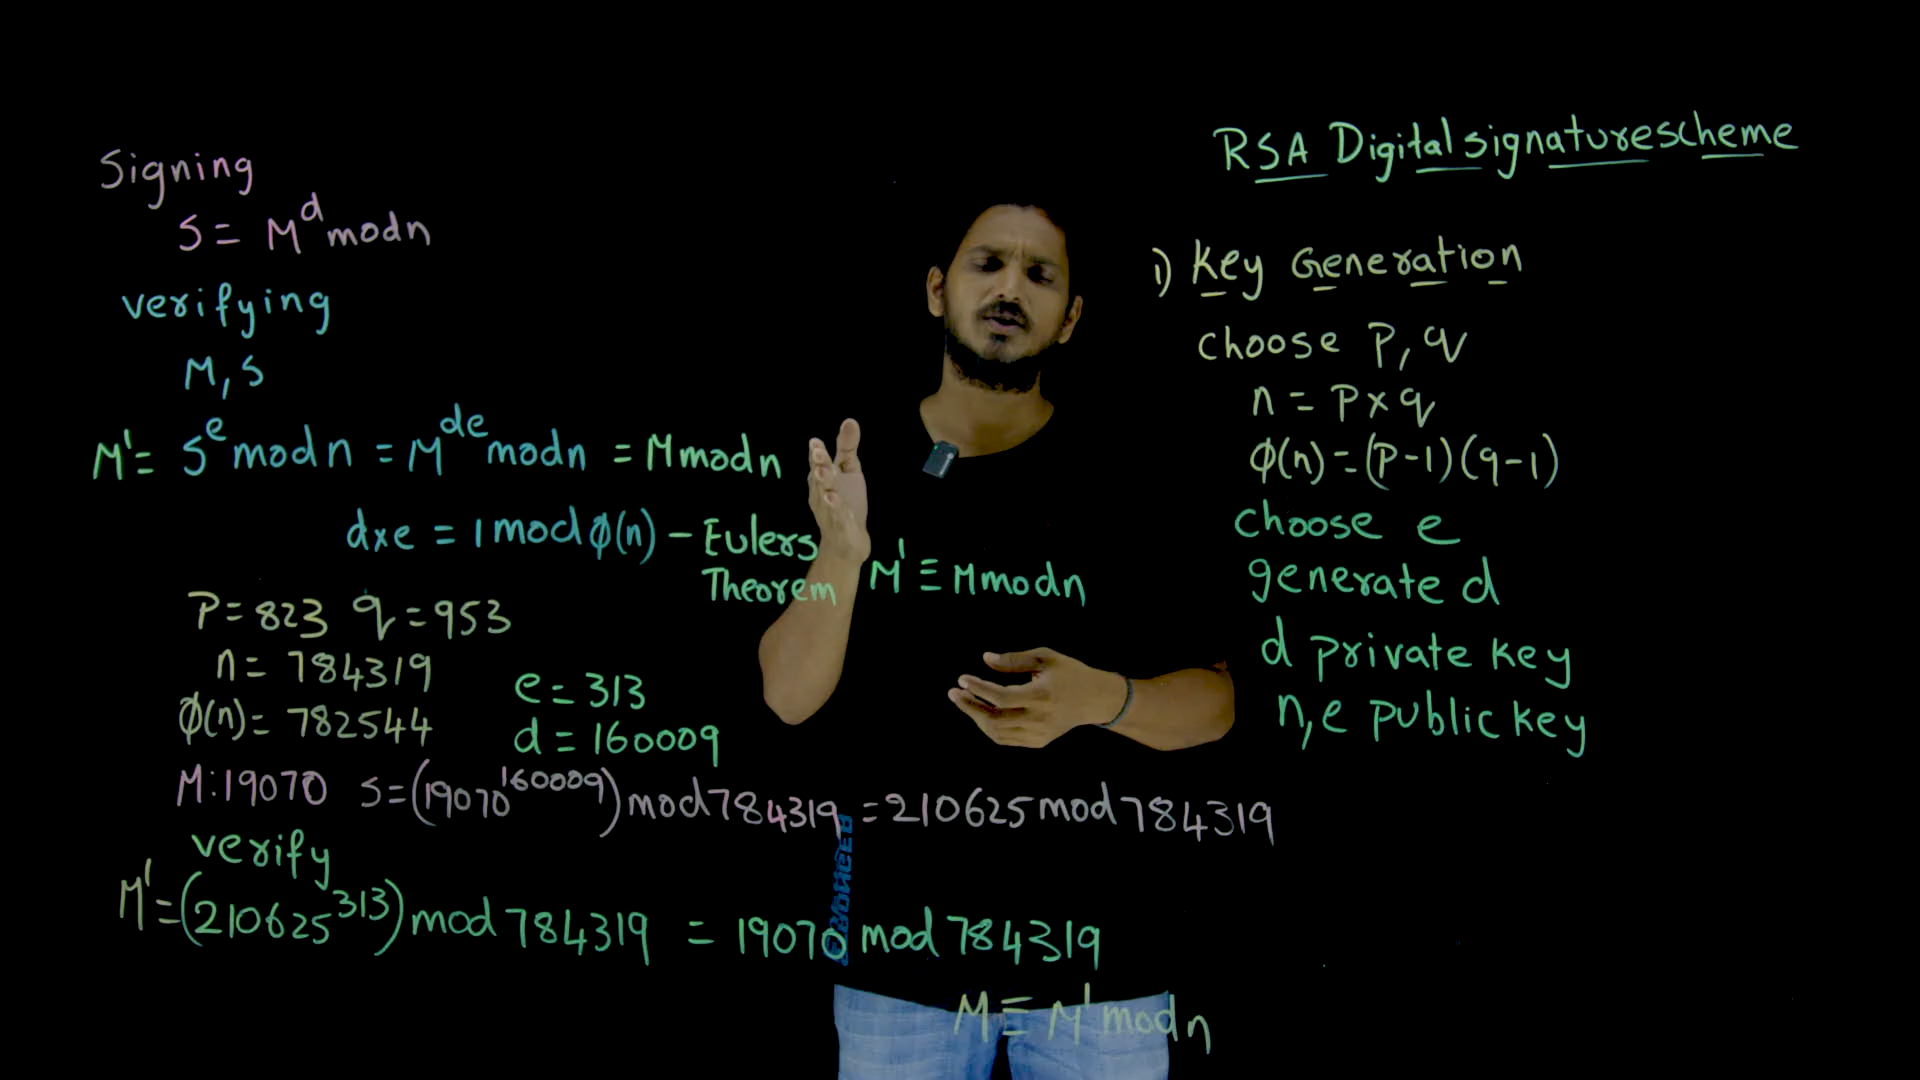 RSA Digital signature scheme
1) Key Generation
choose P, q
n = P × q
φ(n) = (P-1)(q-1)
choose e
generate d
d private key
n, e public key
Signing
S = M^d mod n
verifying
M, S
M' = S^e mod n = M^de mod n = M mod n
d×e = 1 mod φ(n) - Eulers Theorem
M' ≡ M mod n
P = 823 q = 953
n = 784319
φ(n) = 782544
e = 313
d = 160009
M: 19070 S = (19070^160009) mod 784319 = 210625 mod 784319
verify
M' = (210625^313) mod 784319 = 19070 mod 784319
M ≡ M' mod n